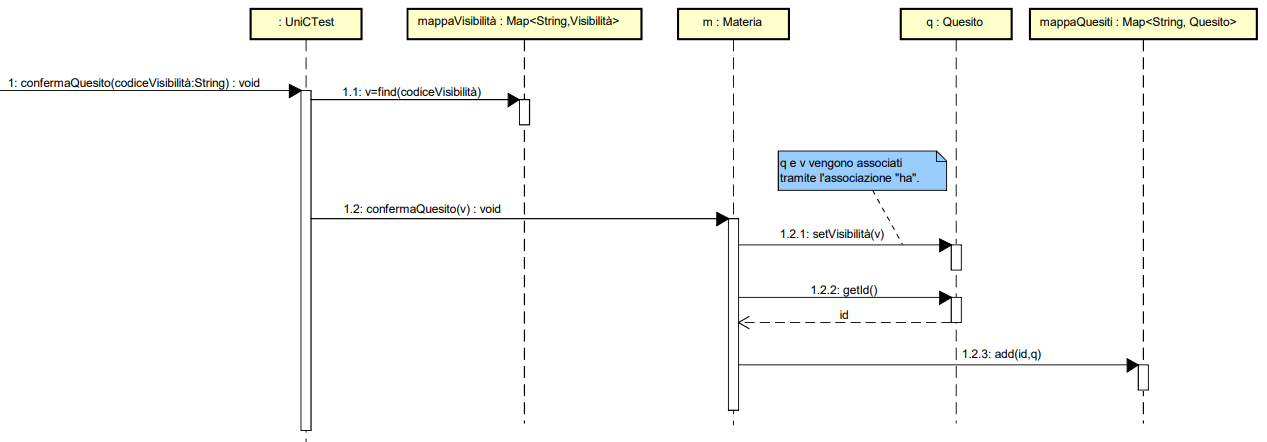 : UniCTest
mappaVisibilità : Map<String,Visibilità>
m : Materia
q : Quesito
mappaQuesiti : Map<String, Quesito>
1: confermaQuesito(codiceVisibilità:String) : void
1.1: v=find(codiceVisibilità)
q e v vengono associati
tramite l'associazione "ha".
1.2: confermaQuesito(v) : void
1.2.1: setVisibilità(v)
1.2.2: getId()
id
1.2.3: add(id,q)